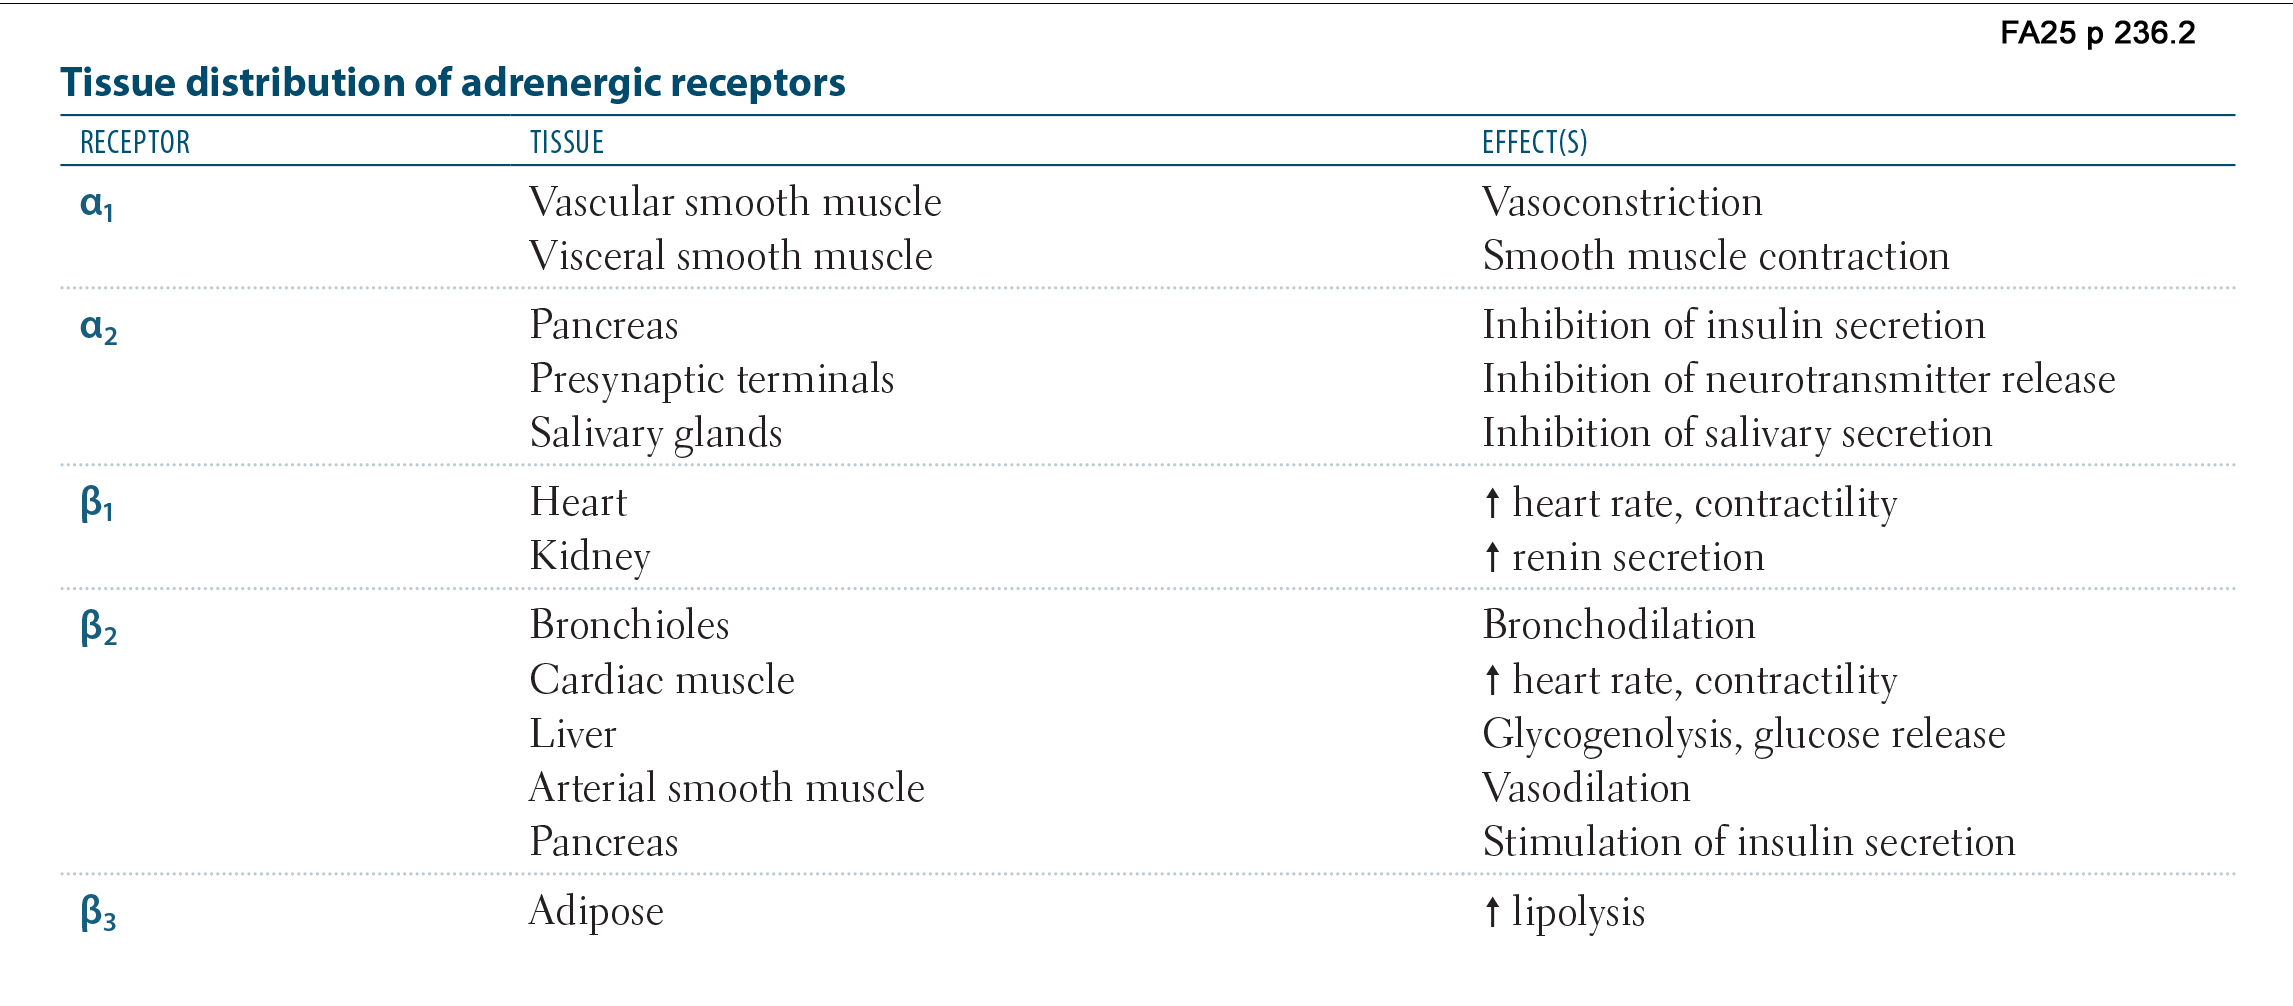 FA25 p 236.2
Tissue distribution of adrenergic receptors
RECEPTOR TISSUE EFFECT(S)
α1 Vascular smooth muscle Vasoconstriction
Visceral smooth muscle Smooth muscle contraction
α2 Pancreas Inhibition of insulin secretion
Presynaptic terminals Inhibition of neurotransmitter release
Salivary glands Inhibition of salivary secretion
β1 Heart ↑ heart rate, contractility
Kidney ↑ renin secretion
β2 Bronchioles Bronchodilation
Cardiac muscle ↑ heart rate, contractility
Liver Glycogenolysis, glucose release
Arterial smooth muscle Vasodilation
Pancreas Stimulation of insulin secretion
β3 Adipose ↑ lipolysis